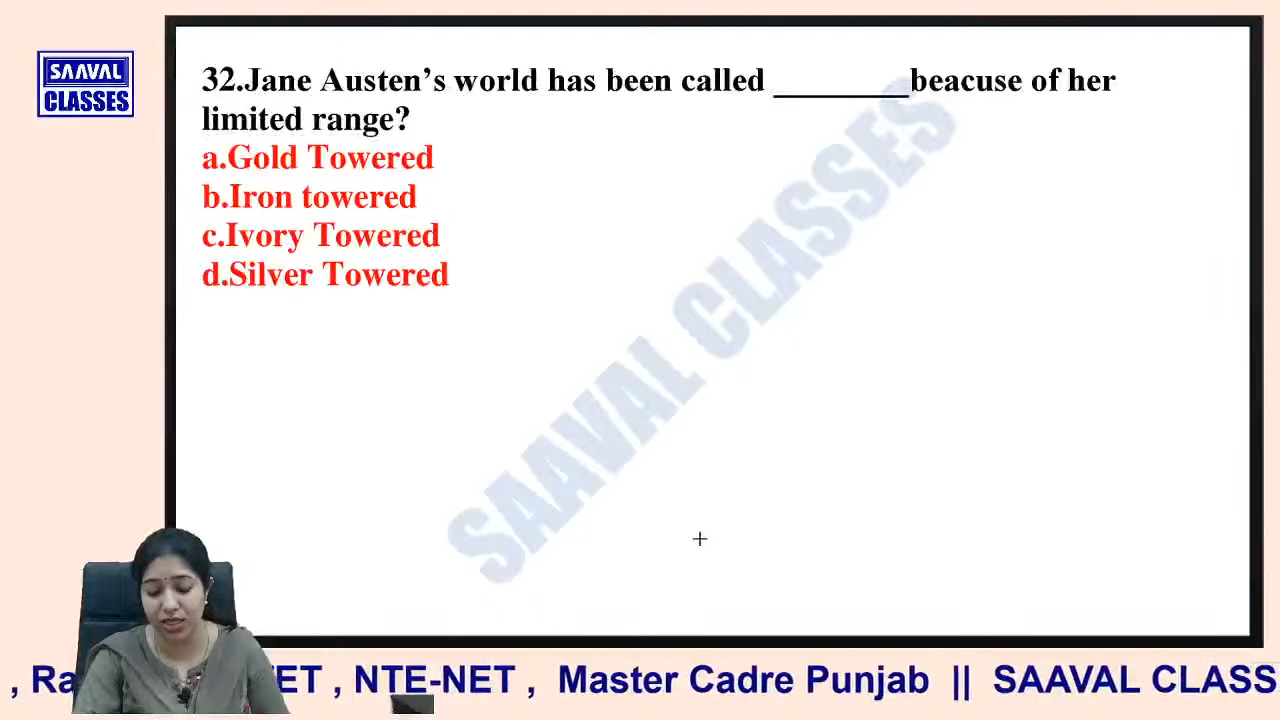 SAAVAL
CLASSES
32.Jane Austen’s world has been called ________beacuse of her
limited range?
a.Gold Towered
b.Iron towered
c.Ivory Towered
d.Silver Towered
SAAVAL CLASSES
, Ra ET , NTE-NET , Master Cadre Punjab || SAAVAL CLASS